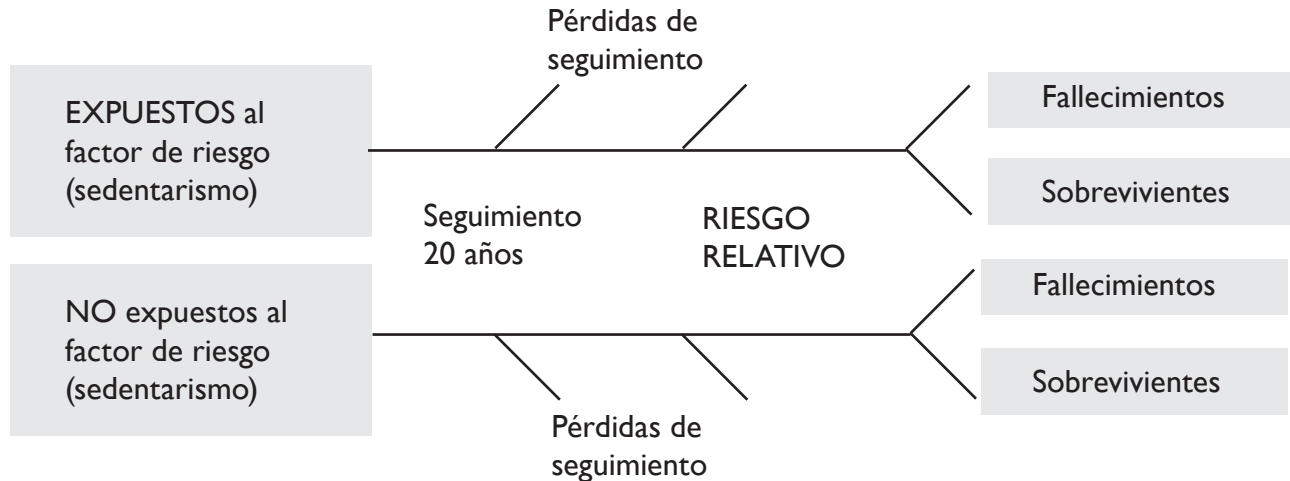 Pérdidas de
seguimiento
EXPUESTOS al
factor de riesgo
(sedentarismo)
Fallecimientos
Sobrevivientes
Seguimiento
20 años
RIESGO
RELATIVO
NO expuestos al
factor de riesgo
(sedentarismo)
Fallecimientos
Sobrevivientes
Pérdidas de
seguimiento